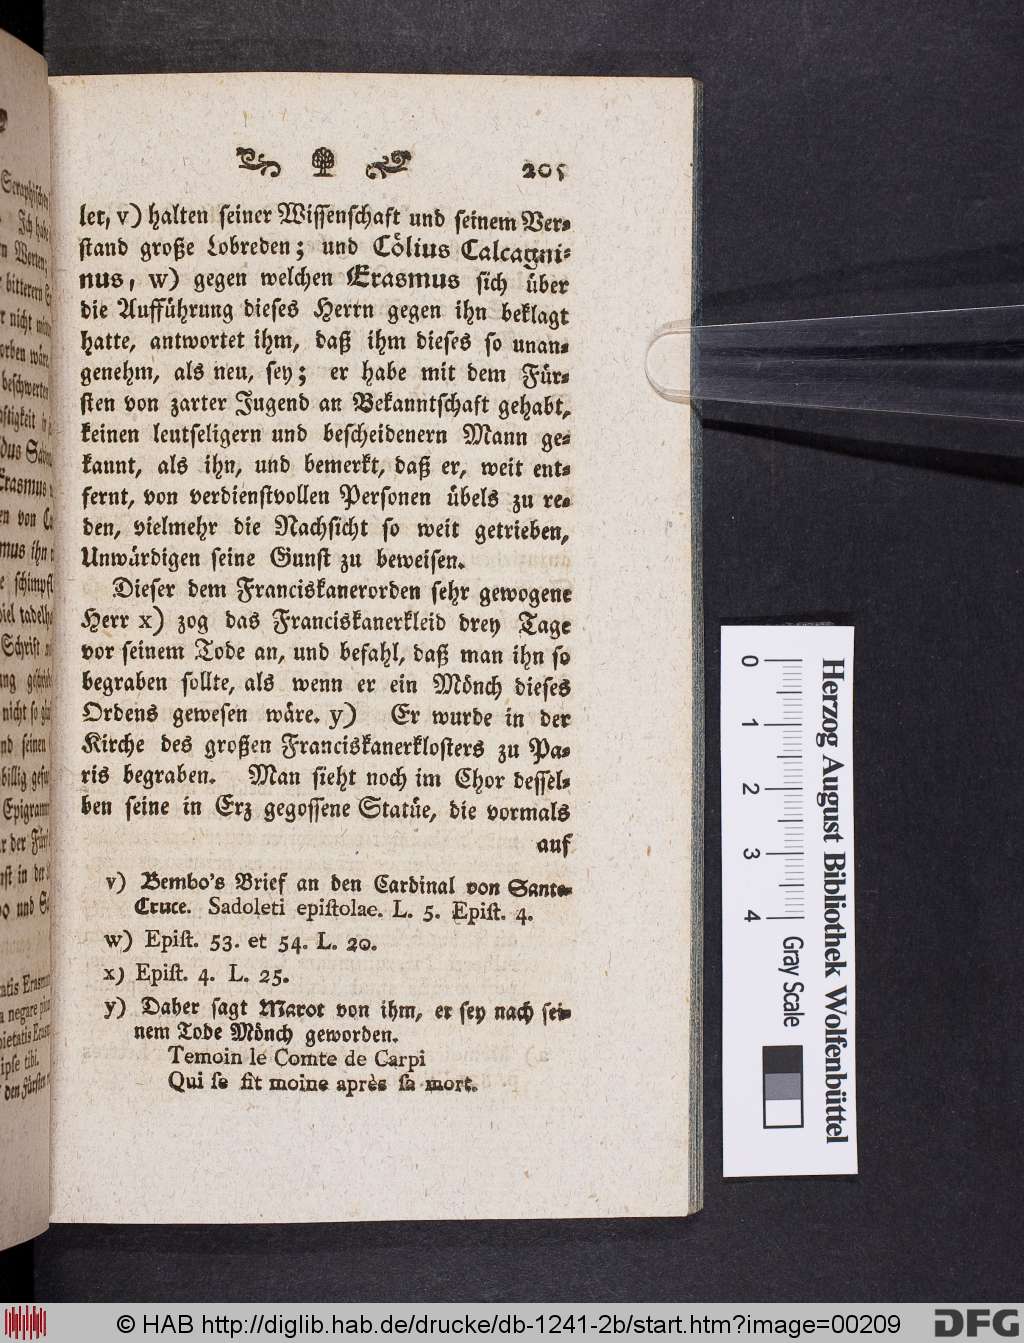 205
let, v) halten seiner Wissenschaft und seinem Ver-
stand große Lobreden; und Cölius Calcagni-
nus, w) gegen welchen Erasmus sich über
die Aufführung dieses Herrn gegen ihn beklagt
hatte, antwortet ihm, daß ihm dieses so unan-
genehm, als neu, sey; er habe mit dem Für-
sten von zarter Jugend an Bekanntschaft gehabt,
keinen leutseligern und bescheidenern Mann ge-
kannt, als ihn, und bemerkt, daß er, weit ent-
fernt, von verdienstvollen Personen übels zu re-
den, vielmehr die Nachsicht so weit getrieben,
Unwürdigen seine Gunst zu beweisen.
Dieser dem Franciskanerorden sehr gewogene
Herr x) zog das Franciskanerkleid drey Tage
vor seinem Tode an, und befahl, daß man ihn so
begraben sollte, als wenn er ein Mönch dieses
Ordens gewesen wäre. y) Er wurde in der
Kirche des großen Franciskanerklosters zu Pa-
ris begraben. Man sieht noch im Chor dessel-
ben seine in Erz gegossene Statüe, die vormals
auf
v) Bembo's Brief an den Cardinal von Santa-
Cruce. Sadoleti epistolae. L. 5. Epist. 4.
w) Epist. 53. et 54. L. 20.
x) Epist. 4. L. 25.
y) Daher sagt Marot von ihm, er sey nach sei-
nem Tode Mönch geworden.
Temoin le Comte de Carpi
Qui se fit moine après sa mort.
Herzog August Bibliothek Wolfenbüttel
0 1 2 3 4 Gray Scale
© HAB http://diglib.hab.de/drucke/db-1241-2b/start.htm?image=00209
DFG